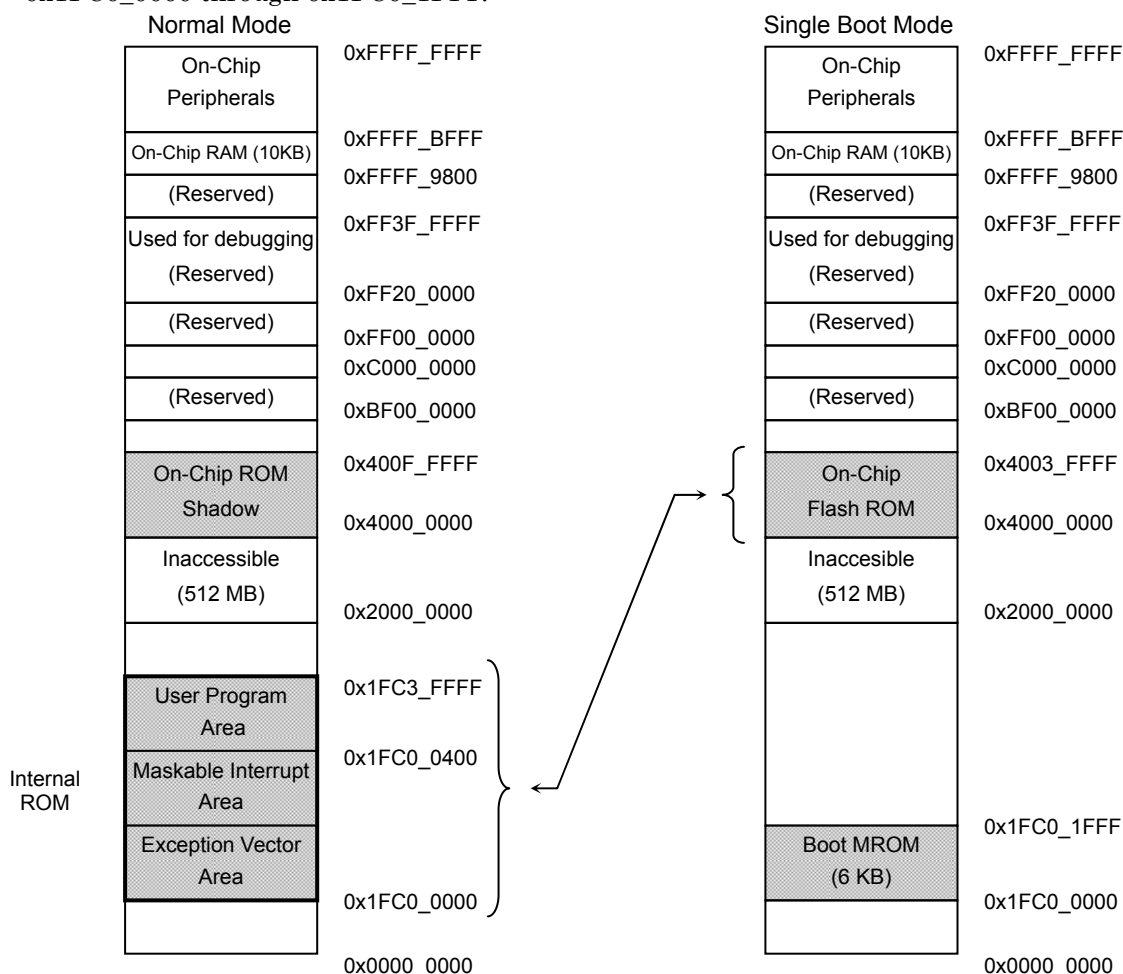 0x1FC0_0000 through 0x1FC0_1FFF.
Normal Mode
On-Chip
Peripherals
0xFFFF_FFFF
On-Chip RAM (10KB)
0xFFFF_BFFF
(Reserved)
0xFFFF_9800
Used for debugging
(Reserved)
0xFF3F_FFFF
0xFF20_0000
(Reserved)
0xFF00_0000
0xC000_0000
(Reserved)
0xBF00_0000
On-Chip ROM
Shadow
0x400F_FFFF
0x4000_0000
Inaccessible
(512 MB)
0x2000_0000
Internal
ROM
User Program
Area
0x1FC3_FFFF
Maskable Interrupt
Area
0x1FC0_0400
Exception Vector
Area
0x1FC0_0000
0x0000_0000
Single Boot Mode
On-Chip
Peripherals
0xFFFF_FFFF
On-Chip RAM (10KB)
0xFFFF_BFFF
(Reserved)
0xFFFF_9800
Used for debugging
(Reserved)
0xFF3F_FFFF
0xFF20_0000
(Reserved)
0xFF00_0000
0xC000_0000
(Reserved)
0xBF00_0000
On-Chip
Flash ROM
0x4003_FFFF
0x4000_0000
Inaccesible
(512 MB)
0x2000_0000
Boot MROM
(6 KB)
0x1FC0_1FFF
0x1FC0_0000
0x0000_0000